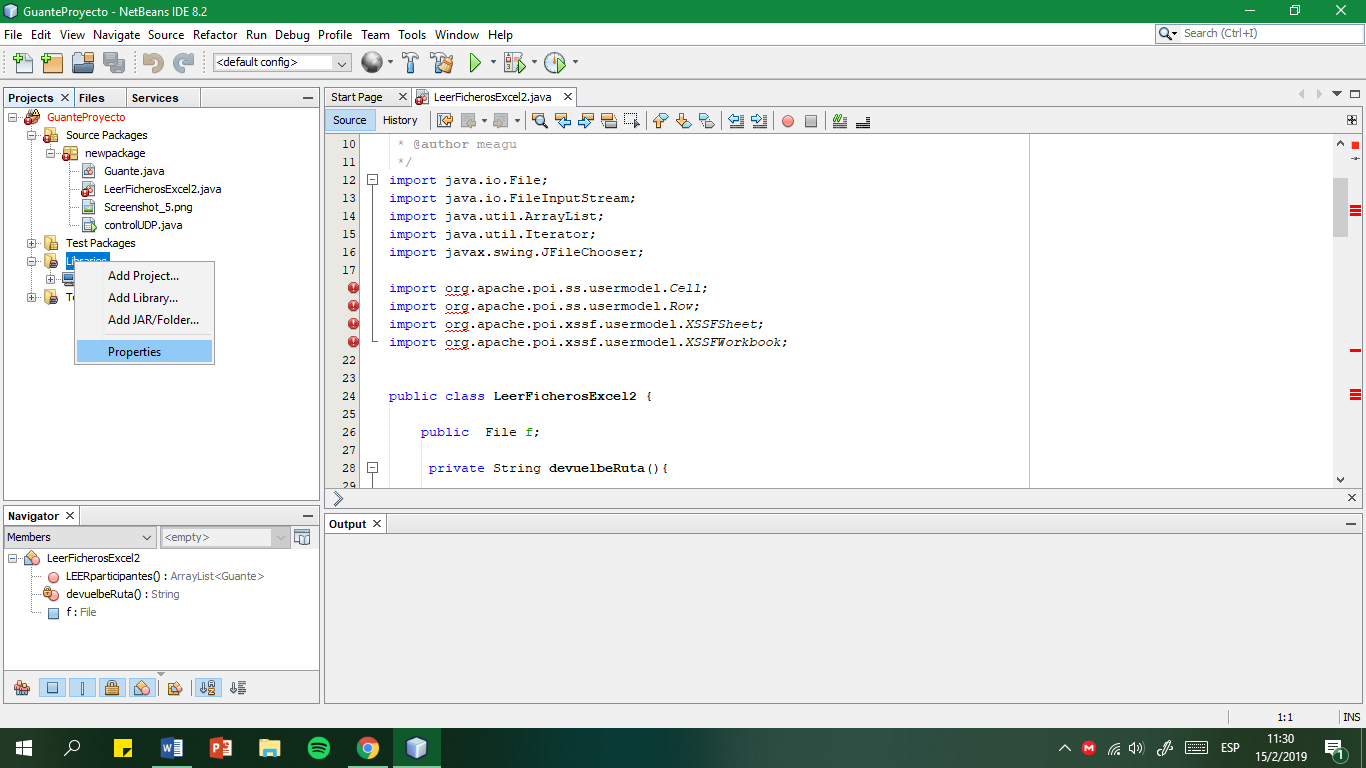 GuanteProyecto - NetBeans IDE 8.2
File Edit View Navigate Source Refactor Run Debug Profile Team Tools Window Help
Search (Ctrl+I)
<default config>
Projects Files Services
GuanteProyecto
Source Packages
newpackage
Guante.java
LeerFicherosExcel2.java
Screenshot_5.png
controlUDP.java
Test Packages
Libraries
Add Project...
Add Library...
Add JAR/Folder...
Properties
Start Page LeerFicherosExcel2.java
Source History
10 * @author meagu
11 */
12 import java.io.File;
13 import java.io.FileInputStream;
14 import java.util.ArrayList;
15 import java.util.Iterator;
16 import javax.swing.JFileChooser;
17
import org.apache.poi.ss.usermodel.Cell;
import org.apache.poi.ss.usermodel.Row;
import org.apache.poi.xssf.usermodel.XSSFSheet;
import org.apache.poi.xssf.usermodel.XSSFWorkbook;
22
23
24 public class LeerFicherosExcel2 {
25
26 public File f;
27
28 private String devuelbeRuta(){
29
Navigator
Members <empty>
LeerFicherosExcel2
LEERparticipantes() : ArrayList<Guante>
devuelbeRuta() : String
f : File
Output
1:1 INS
ESP
11:30
15/2/2019
1